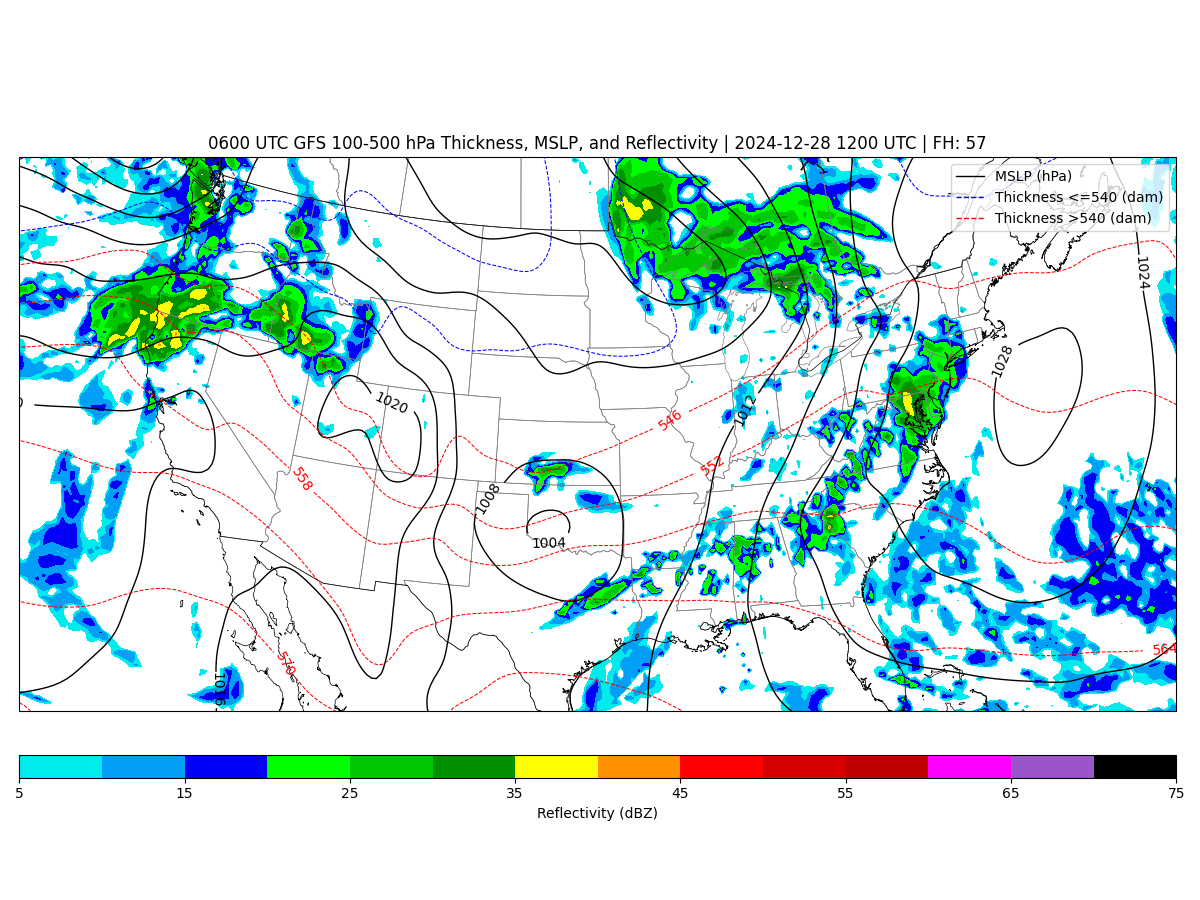 0600 UTC GFS 100-500 hPa Thickness, MSLP, and Reflectivity | 2024-12-28 1200 UTC | FH: 57
MSLP (hPa)
Thickness <=540 (dam)
Thickness >540 (dam)
1024
1028
1020
1012
546
552
558
1008
1004
564
570
1016
5 15 25 35 45 55 65 75
Reflectivity (dBZ)